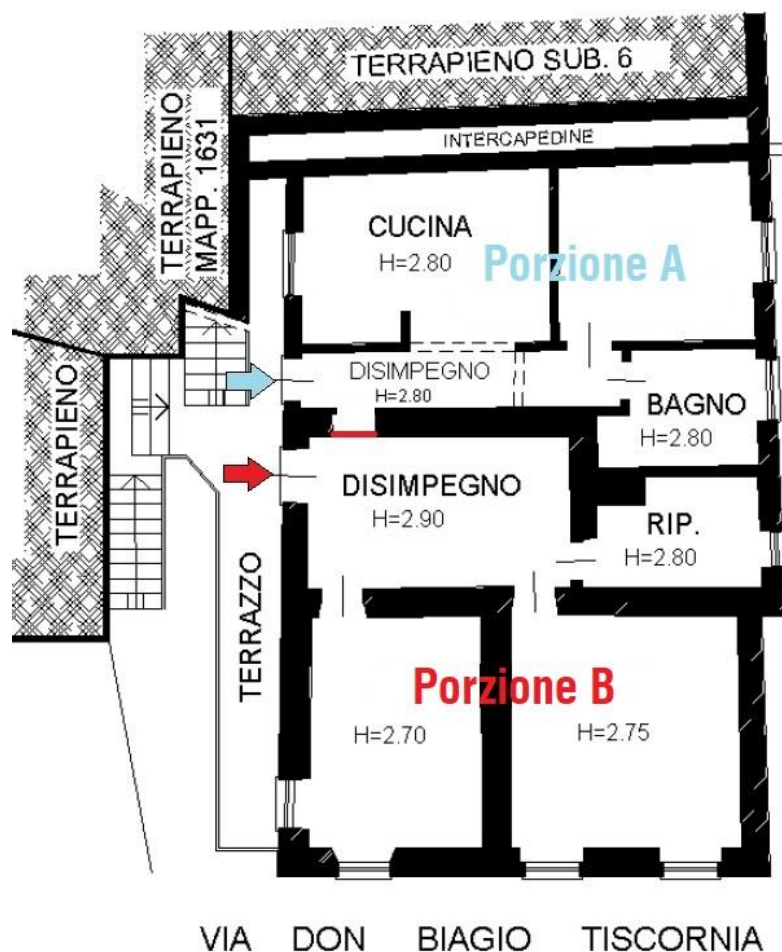 TERRAPIENO SUB. 6
TERRAPIENO
MAPP. 1631
INTERCAPEDINE
CUCINA
H=2.80
Porzione A
DISIMPEGNO
H=2.80
BAGNO
H=2.80
TERRAPIENO
DISIMPEGNO
H=2.90
RIP.
H=2.80
TERRAZZO
Porzione B
H=2.70
H=2.75
VIA DON BIAGIO TISCORNIA